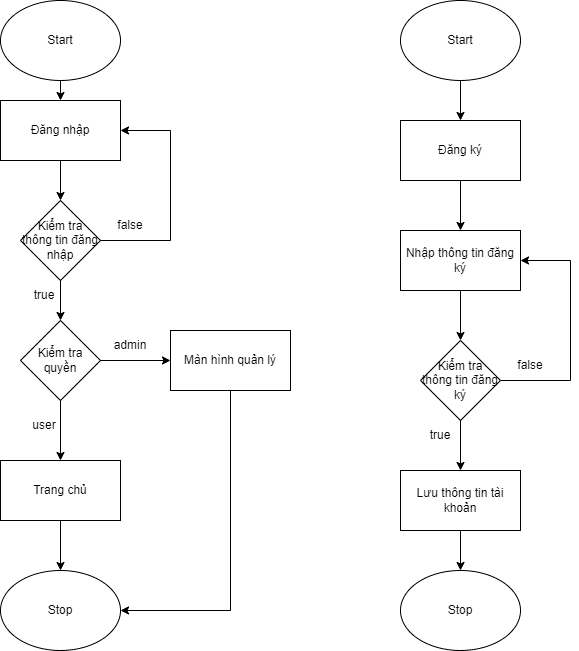 Start
Đăng nhập
Kiểm tra
thông tin đăng
nhập
false
true
Kiểm tra
quyền
admin
Màn hình quản lý
user
Trang chủ
Stop
Start
Đăng ký
Nhập thông tin đăng
ký
Kiểm tra
thông tin đăng
ký
false
true
Lưu thông tin tài
khoản
Stop